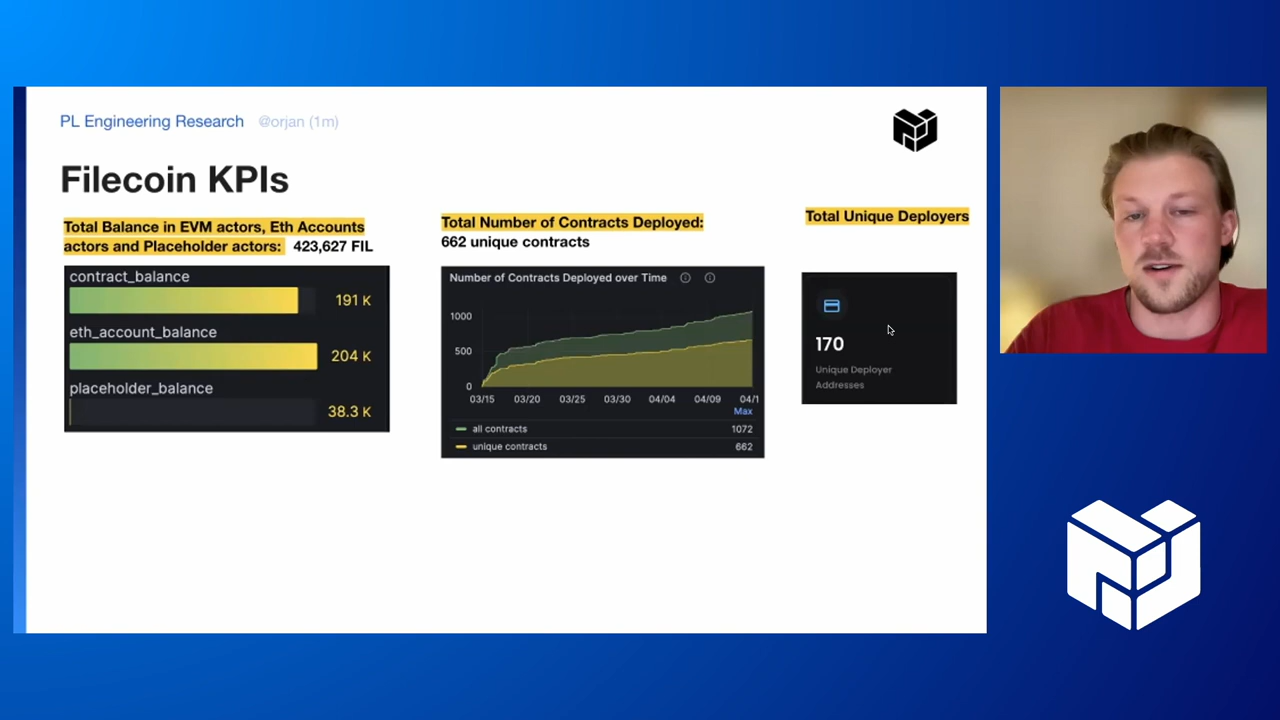 PL Engineering Research @orjan (1m)
Filecoin KPIs
Total Balance in EVM actors, Eth Accounts
actors and Placeholder actors: 423,627 FIL
contract_balance
191 K
eth_account_balance
204 K
placeholder_balance
38.3 K
Total Number of Contracts Deployed:
662 unique contracts
Number of Contracts Deployed over Time
1000
500
0
03/15 03/20 03/25 03/30 04/04 04/09 04/1
Max
all contracts 1072
unique contracts 662
Total Unique Deployers
170
Unique Deployer
Addresses